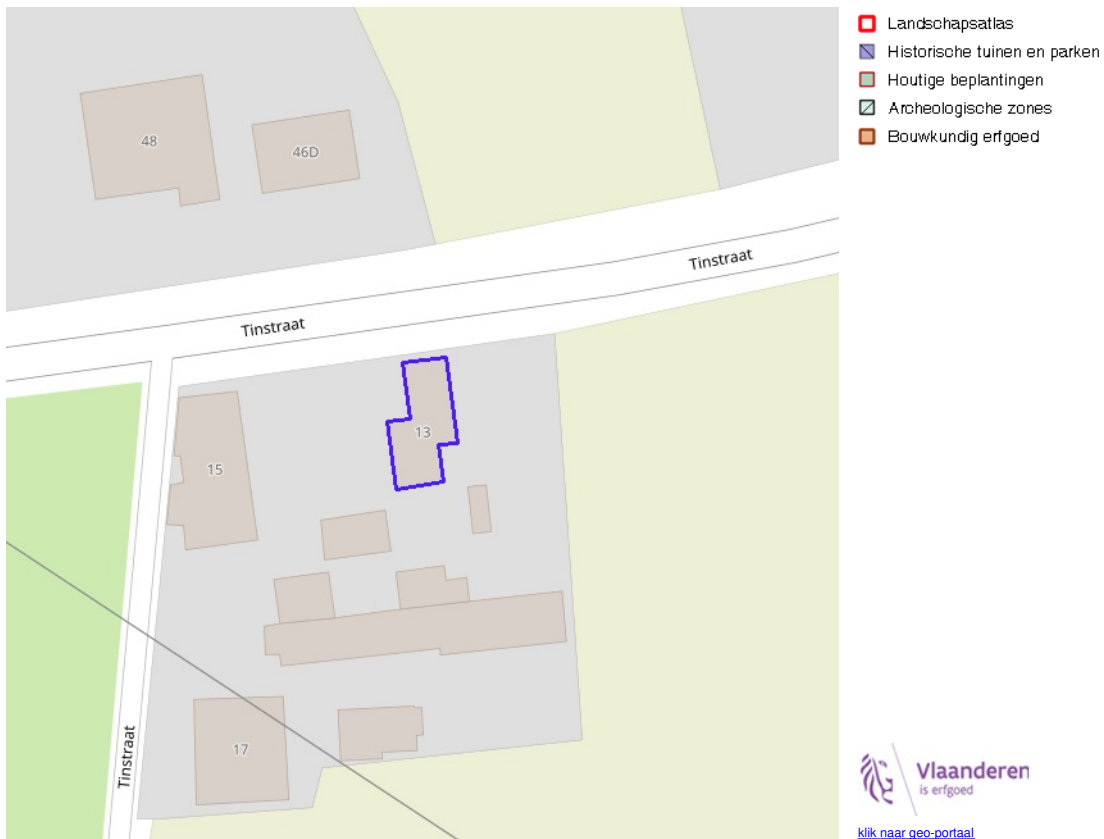 Landschapsatlas
Historische tuinen en parken
Houtige beplantingen
Archeologische zones
Bouwkundig erfgoed
48
46D
Tinstraat
Tinstraat
13
15
17
Tinstraat
Vlaanderen
is erfgoed
klik naar geo-portaal